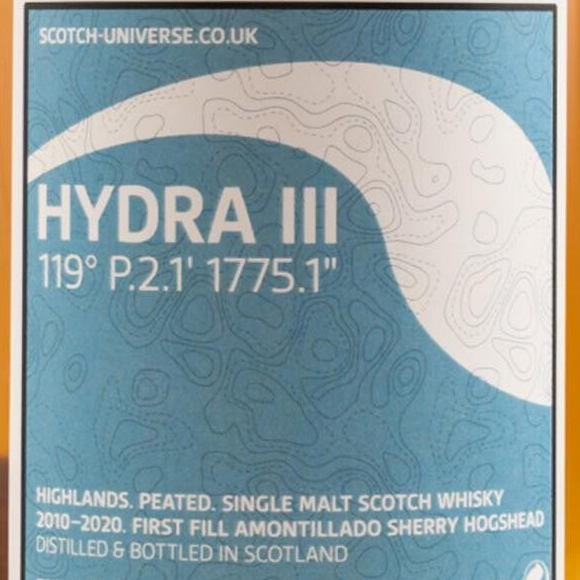 SCOTCH-UNIVERSE.CO.UK
HYDRA III
119° P.2.1' 1775.1"
HIGHLANDS. PEATED. SINGLE MALT SCOTCH WHISKY
2010–2020. FIRST FILL AMONTILLADO SHERRY HOGSHEAD
DISTILLED & BOTTLED IN SCOTLAND